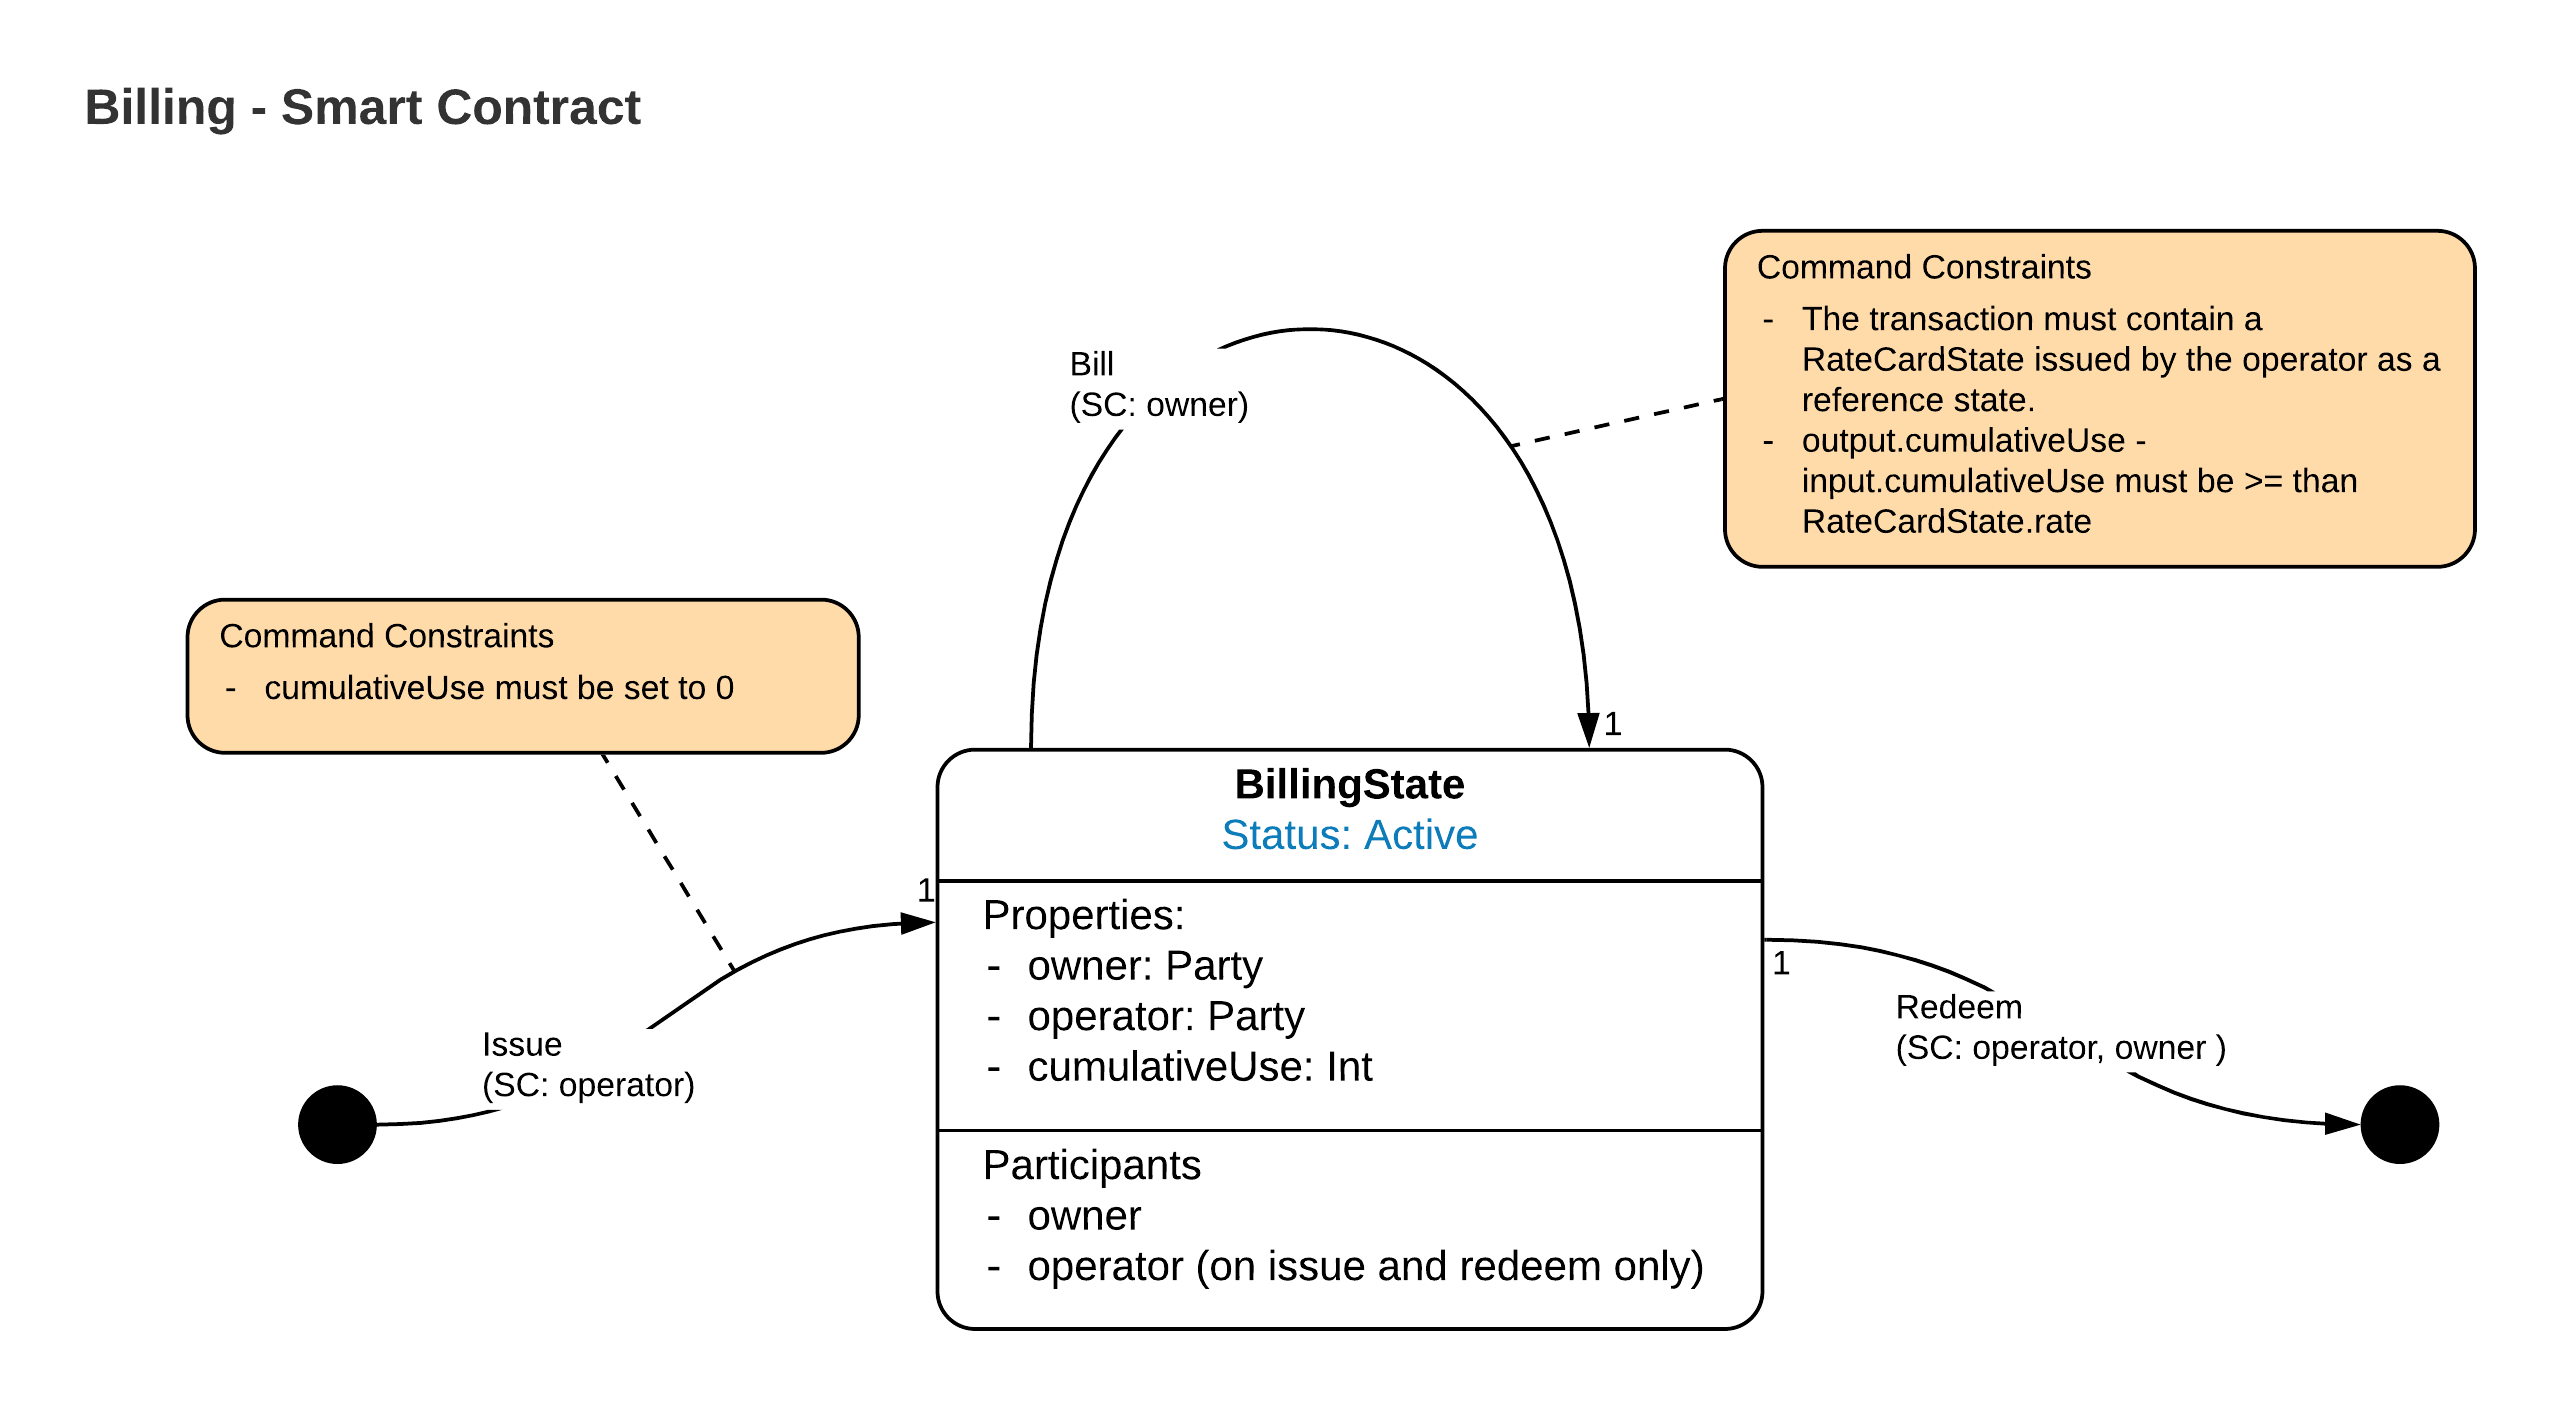 Billing - Smart Contract
Command Constraints
- The transaction must contain a
RateCardState issued by the operator as a
reference state.
- output.cumulativeUse -
input.cumulativeUse must be >= than
RateCardState.rate
Bill
(SC: owner)
Command Constraints
- cumulativeUse must be set to 0
1
BillingState
Status: Active
1
Properties:
- owner: Party
- operator: Party
- cumulativeUse: Int
1
Redeem
(SC: operator, owner )
Issue
(SC: operator)
Participants
- owner
- operator (on issue and redeem only)